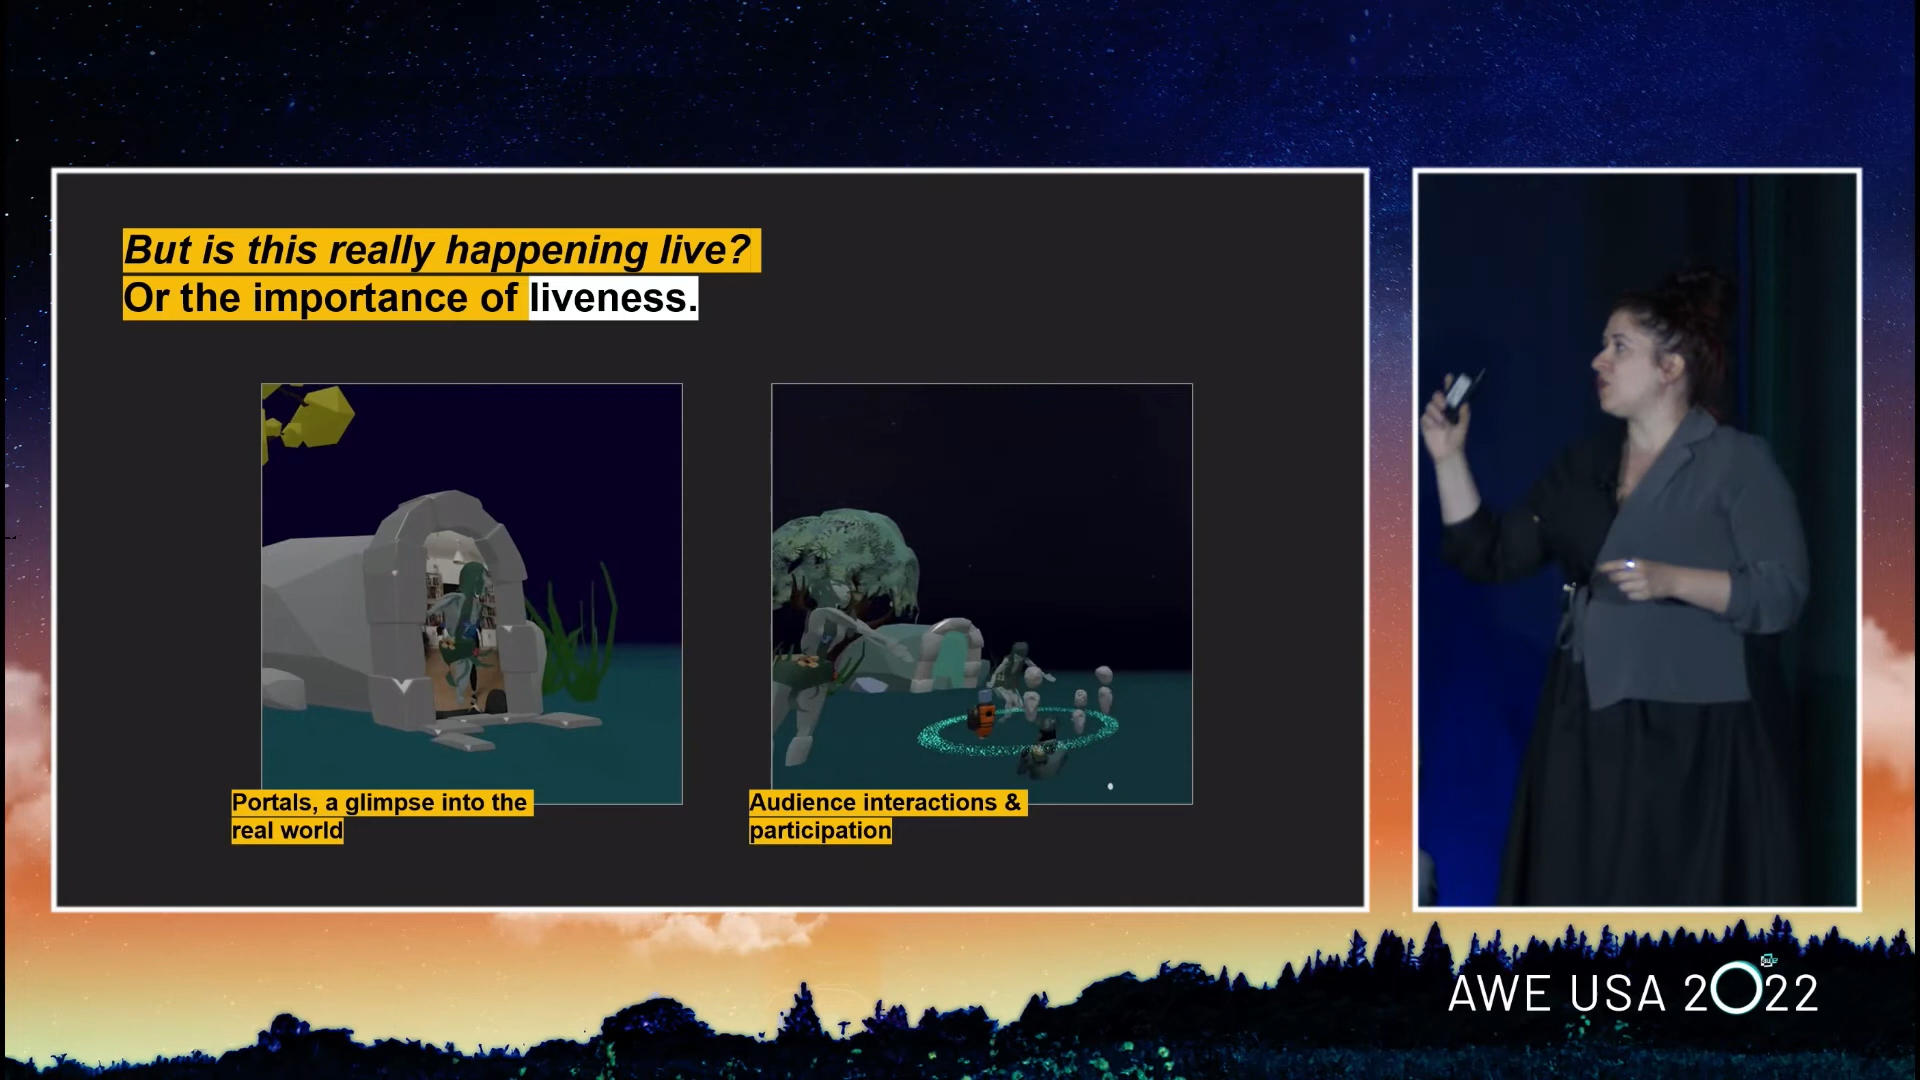 But is this really happening live?
Or the importance of liveness.
Portals, a glimpse into the
real world
Audience interactions &
participation
AWE USA 2022